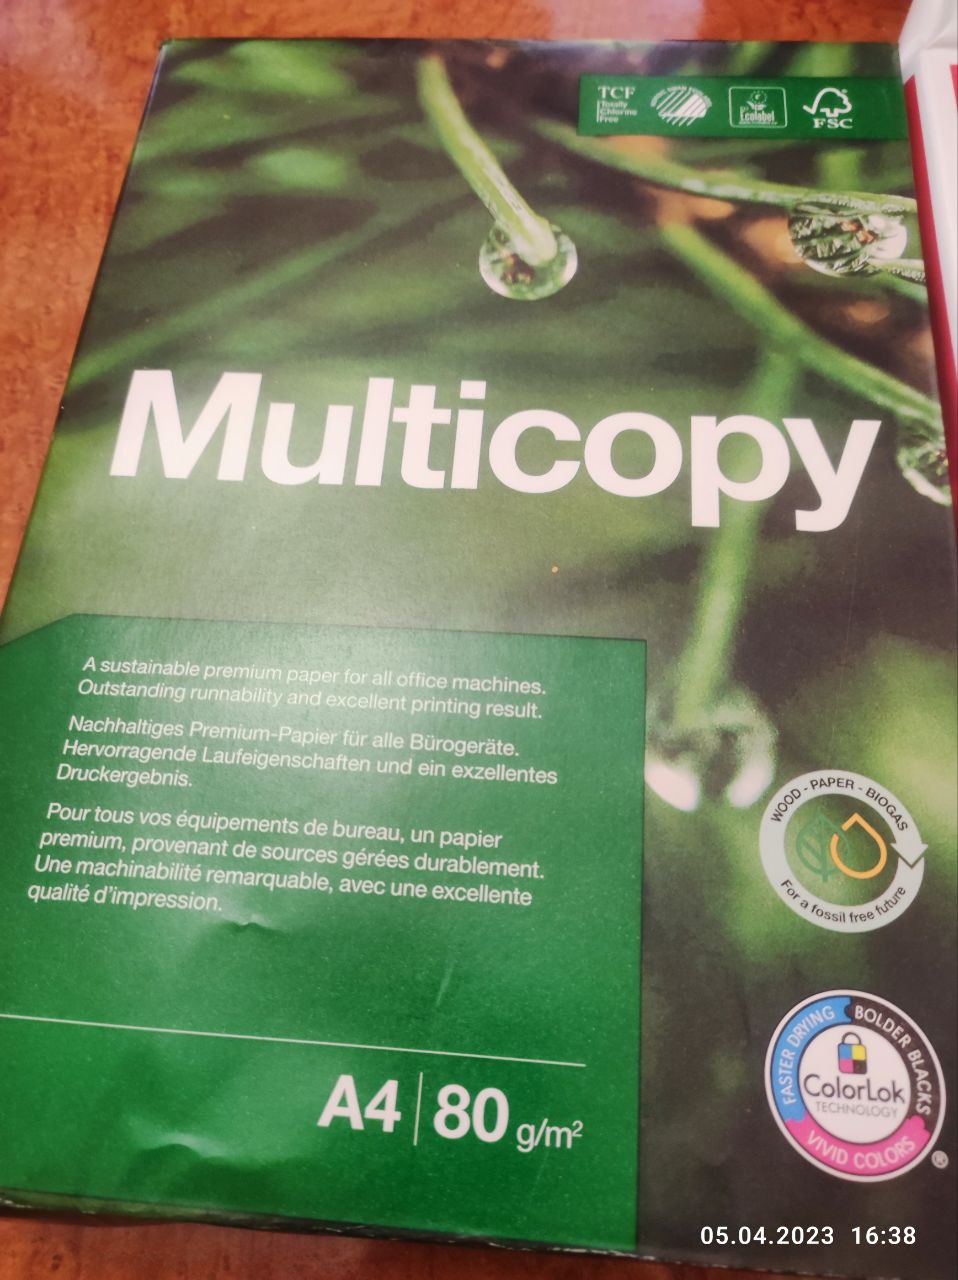 TCF
Totally
Chlorine
Free
Ecolabel
FSC
Multicopy
A sustainable premium paper for all office machines.
Outstanding runnability and excellent printing result.
Nachhaltiges Premium-Papier für alle Bürogeräte.
Hervorragende Laufeigenschaften und ein exzellentes
Druckergebnis.
Pour tous vos équipements de bureau, un papier
premium, provenant de sources gérées durablement.
Une machinabilité remarquable, avec une excellente
qualité d'impression.
WOOD - PAPER - BIOGAS
For a fossil free future
FASTER DRYING
BOLDER BLACKS
ColorLok
TECHNOLOGY
VIVID COLORS
®
A4 | 80 g/m²
05.04.2023 16:38